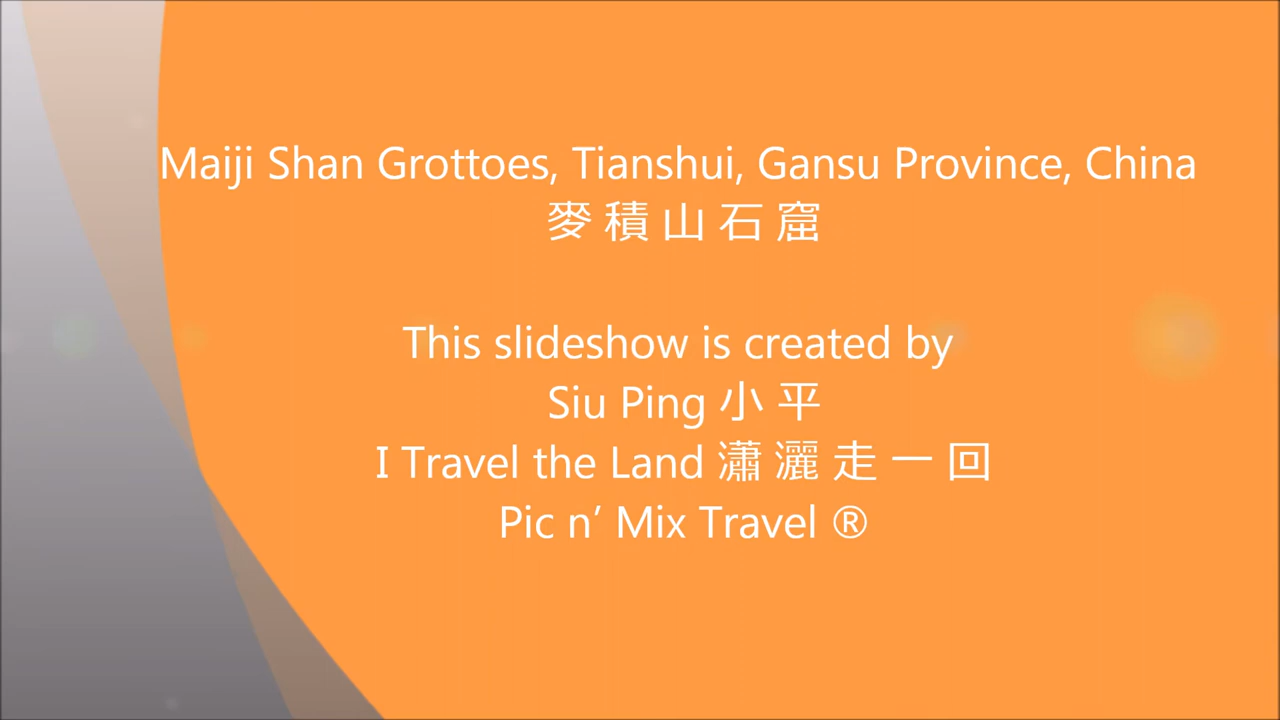 Maiji Shan Grottoes, Tianshui, Gansu Province, China
麥積山石窟
This slideshow is created by
Siu Ping 小平
I Travel the Land 瀟灑走一回
Pic n’ Mix Travel ®